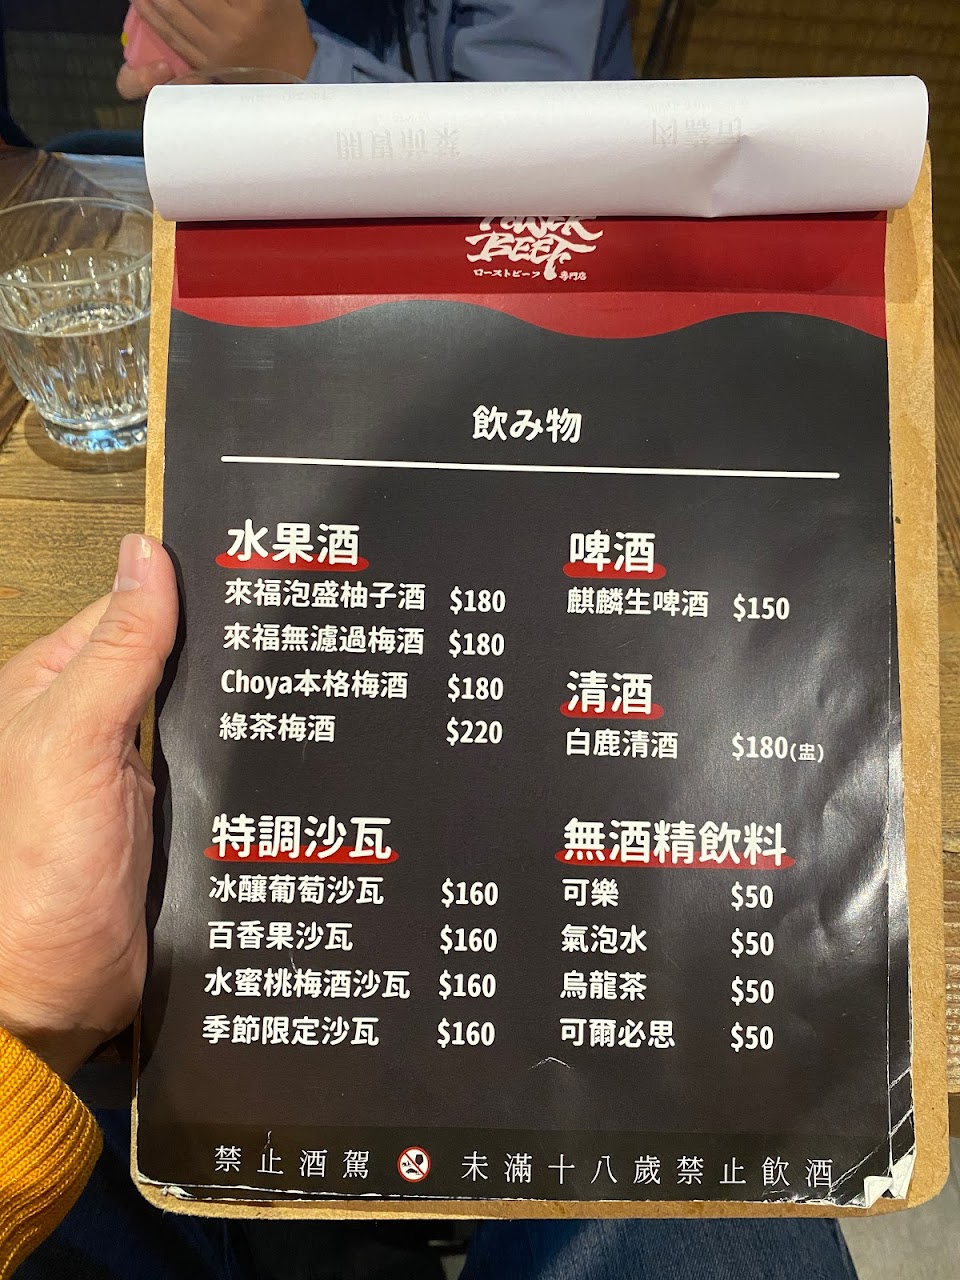 POWER
BEEF
ローストビーフ 専門店
飲み物
水果酒
來福泡盛柚子酒 $180
來福無濾過梅酒 $180
Choya本格梅酒 $180
綠茶梅酒 $220
啤酒
麒麟生啤酒 $150
清酒
白鹿清酒 $180(盅)
特調沙瓦
冰釀葡萄沙瓦 $160
百香果沙瓦 $160
水蜜桃梅酒沙瓦 $160
季節限定沙瓦 $160
無酒精飲料
可樂 $50
氣泡水 $50
烏龍茶 $50
可爾必思 $50
禁止酒駕 未滿十八歲禁止飲酒